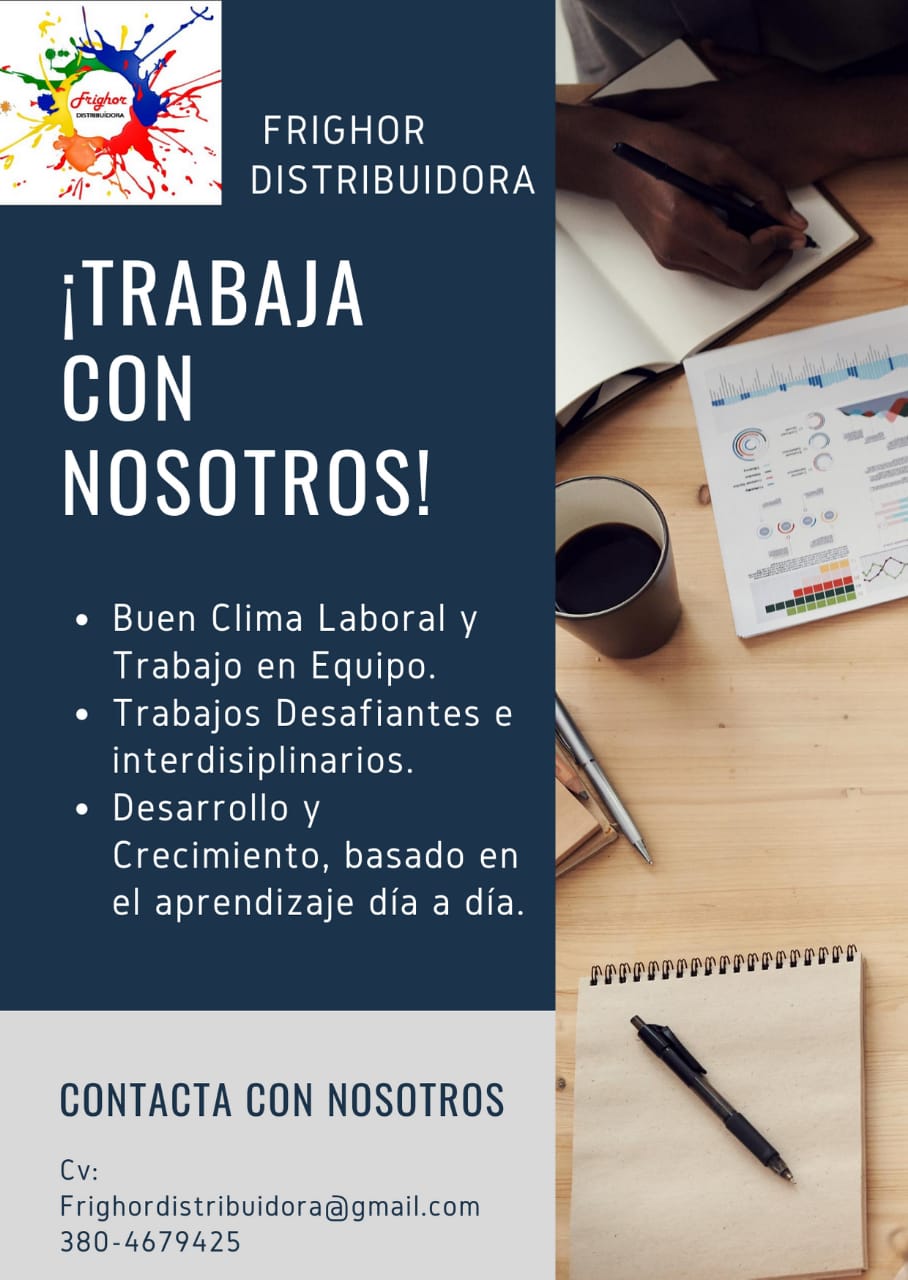 Frighor
DISTRIBUÍDORA
FRIGHOR
DISTRIBUIDORA
¡TRABAJA
CON
NOSOTROS!
• Buen Clima Laboral y
Trabajo en Equipo.
• Trabajos Desafiantes e
interdisiplinarios.
• Desarrollo y
Crecimiento, basado en
el aprendizaje día a día.
CONTACTA CON NOSOTROS
Cv:
Frighordistribuidora@gmail.com
380-4679425